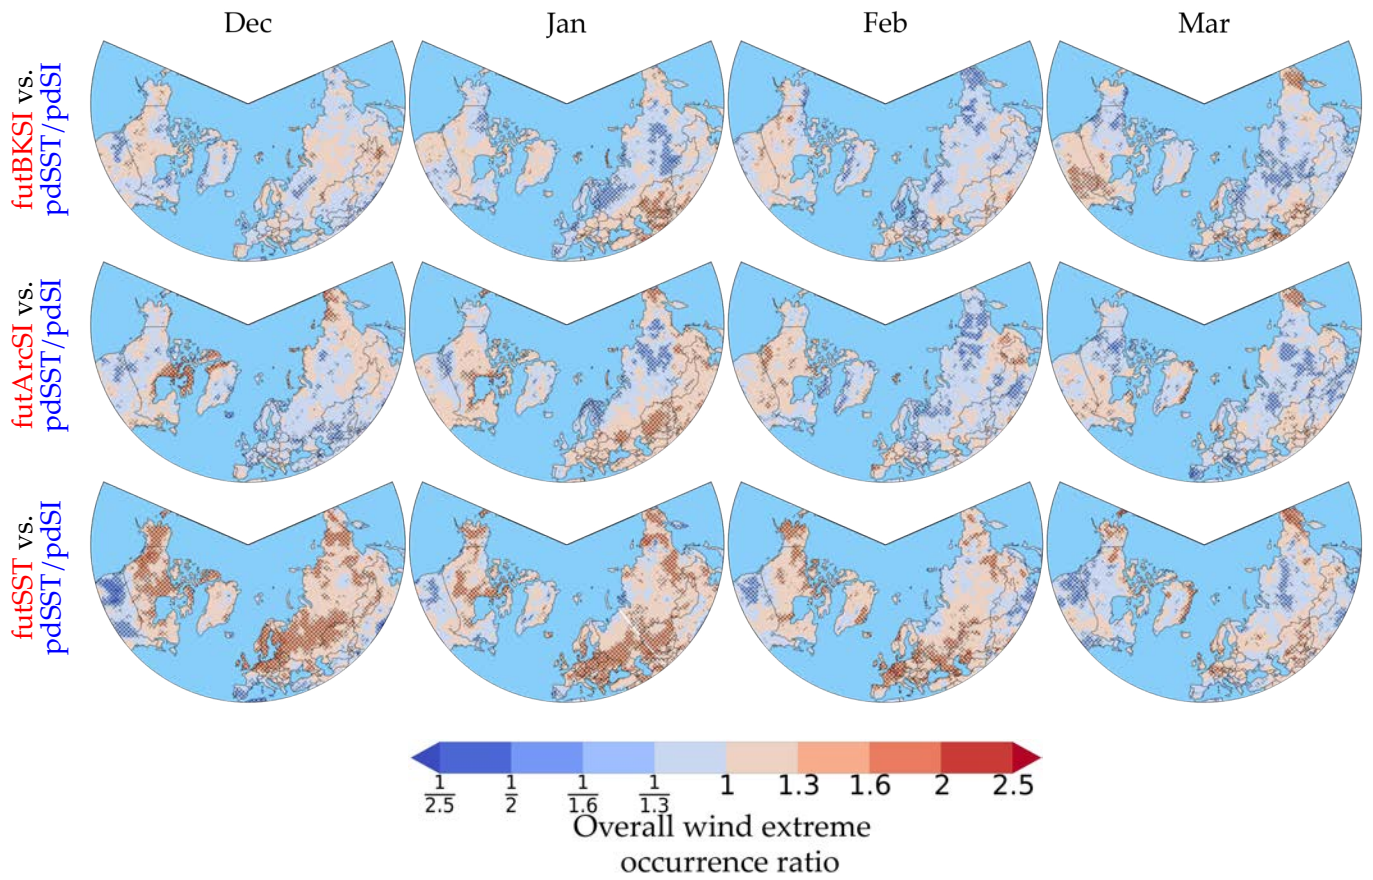 Dec Jan Feb Mar
futBKSI vs.
pdSST/pdSI
futArcSI vs.
pdSST/pdSI
futSST vs.
pdSST/pdSI
1/2.5 1/2 1/1.6 1/1.3 1 1.3 1.6 2 2.5
Overall wind extreme
occurrence ratio